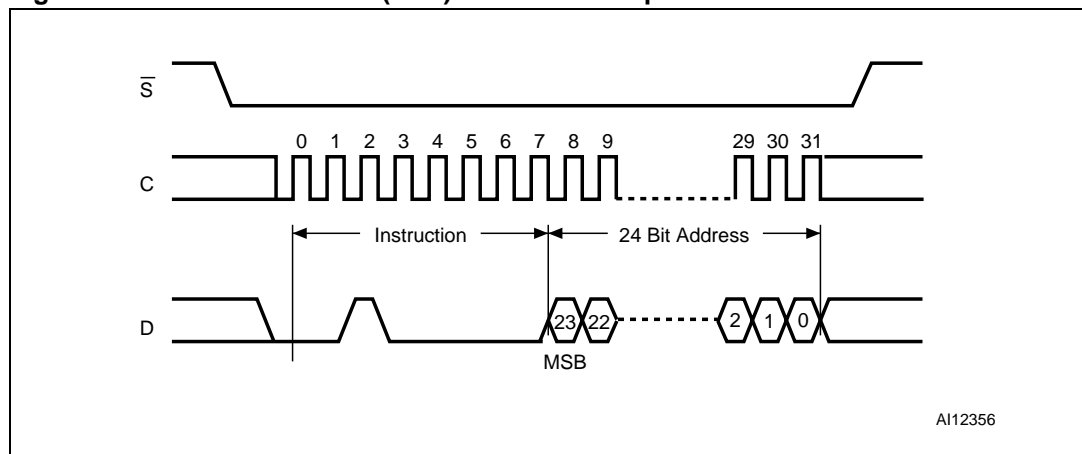 S
0 1 2 3 4 5 6 7 8 9 29 30 31
C
Instruction 24 Bit Address
D 23 22 2 1 0
MSB
AI12356